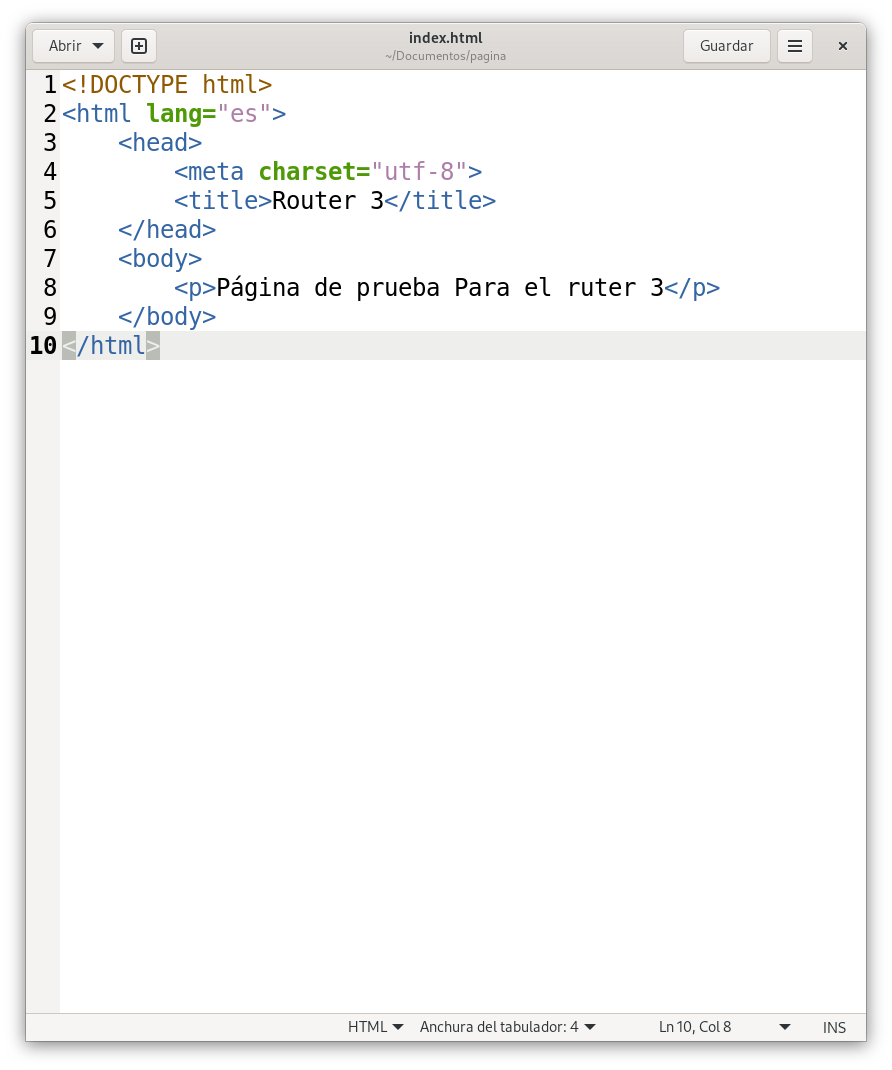 Abrir
index.html
~/Documentos/pagina
Guardar
1 <!DOCTYPE html>
2 <html lang="es">
3     <head>
4         <meta charset="utf-8">
5         <title>Router 3</title>
6     </head>
7     <body>
8         <p>Página de prueba Para el ruter 3</p>
9     </body>
10 </html>
HTML Anchura del tabulador: 4 Ln 10, Col 8 INS